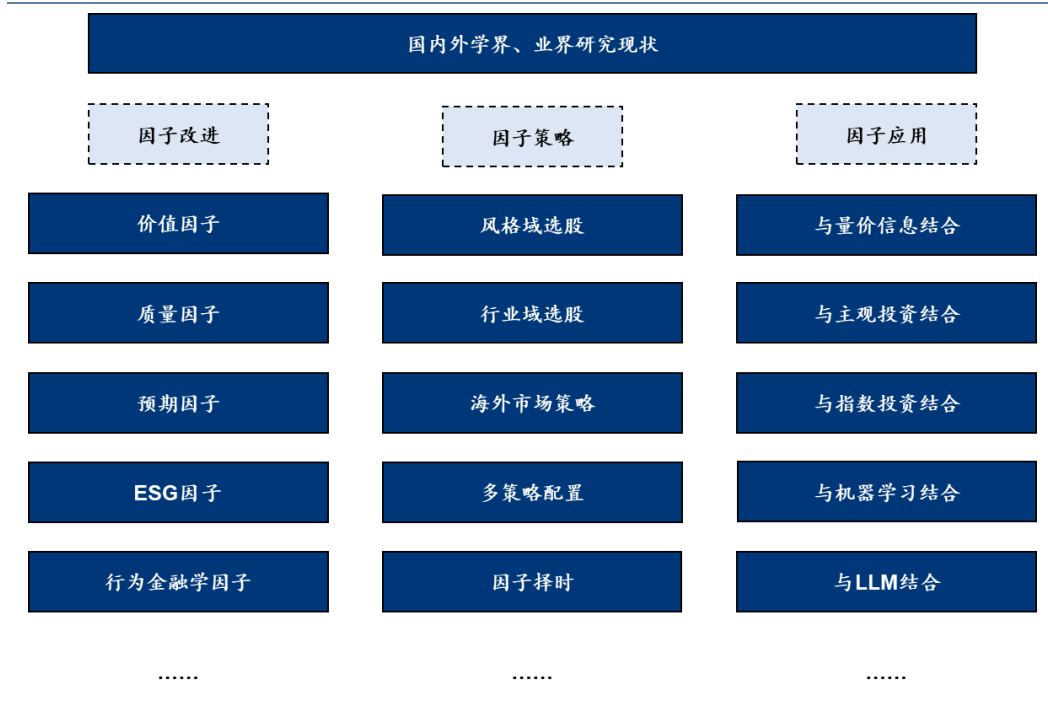 国内外学界、业界研究现状
因子改进
因子策略
因子应用
价值因子
风格域选股
与量价信息结合
质量因子
行业域选股
与主观投资结合
预期因子
海外市场策略
与指数投资结合
ESG因子
多策略配置
与机器学习结合
行为金融学因子
因子择时
与LLM结合
......
......
......